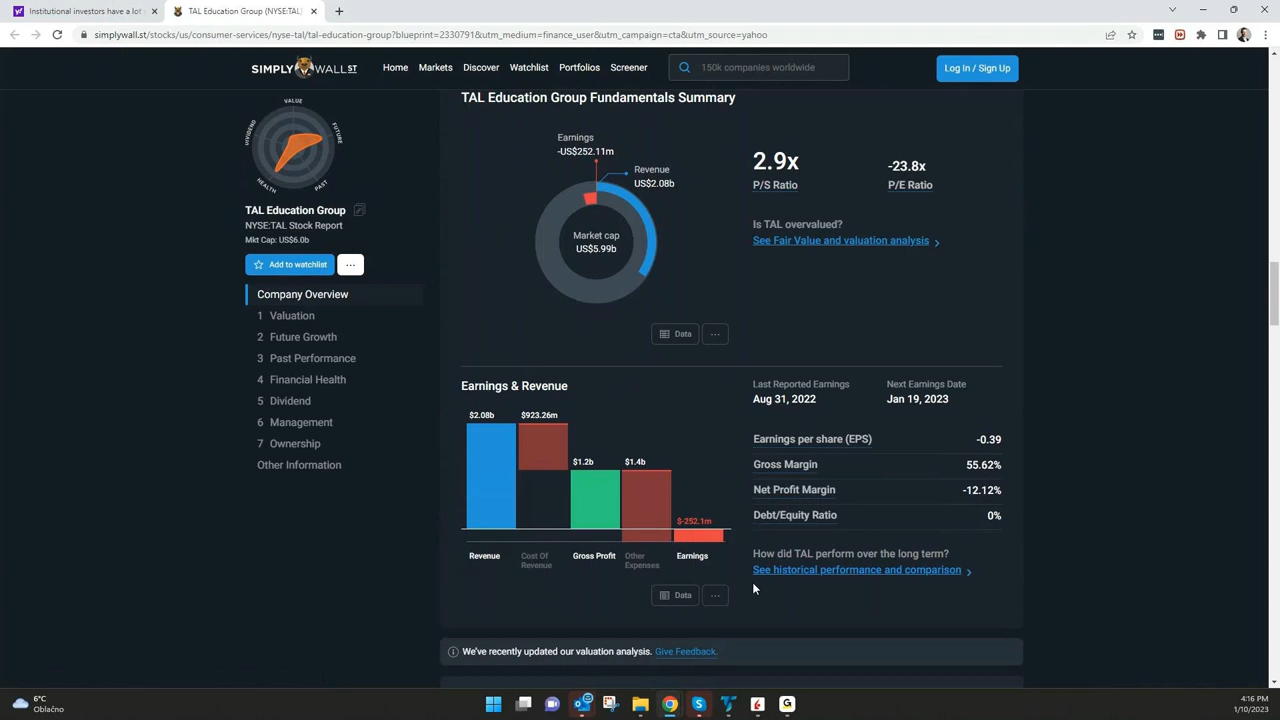 Institutional investors have a lot
TAL Education Group (NYSE:TAL)
simplywall.st/stocks/us/consumer-services/nyse-tal/tal-education-group?blueprint=2330791&utm_medium=finance_user&utm_campaign=cta&utm_source=yahoo
SIMPLY WALL ST
Home
Markets
Discover
Watchlist
Portfolios
Screener
150k companies worldwide
Log In / Sign Up
VALUE
FUTURE
PAST
HEALTH
DIVIDEND
TAL Education Group
NYSE:TAL Stock Report
Mkt Cap: US$6.0b
Add to watchlist
...
Company Overview
1 Valuation
2 Future Growth
3 Past Performance
4 Financial Health
5 Dividend
6 Management
7 Ownership
Other Information
TAL Education Group Fundamentals Summary
Earnings
-US$252.11m
Revenue
US$2.08b
Market cap
US$5.99b
2.9x
P/S Ratio
-23.8x
P/E Ratio
Is TAL overvalued?
See Fair Value and valuation analysis
Data
...
Earnings & Revenue
$2.08b
$923.26m
$1.2b
$1.4b
$-252.1m
Revenue
Cost Of
Revenue
Gross Profit
Other
Expenses
Earnings
Data
...
Last Reported Earnings
Aug 31, 2022
Next Earnings Date
Jan 19, 2023
Earnings per share (EPS) -0.39
Gross Margin 55.62%
Net Profit Margin -12.12%
Debt/Equity Ratio 0%
How did TAL perform over the long term?
See historical performance and comparison
We've recently updated our valuation analysis. Give Feedback.
6°C
Oblačno
4:16 PM
1/10/2023